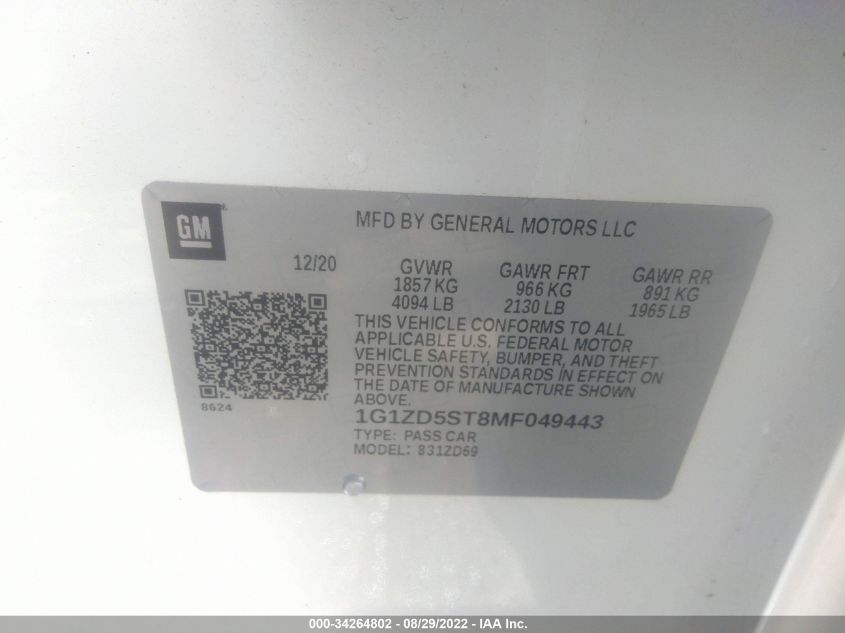 GM
MFD BY GENERAL MOTORS LLC
12/20 GVWR GAWR FRT GAWR RR
1857 KG 966 KG 891 KG
4094 LB 2130 LB 1965 LB
THIS VEHICLE CONFORMS TO ALL
APPLICABLE U.S. FEDERAL MOTOR
VEHICLE SAFETY, BUMPER, AND THEFT
PREVENTION STANDARDS IN EFFECT ON
THE DATE OF MANUFACTURE SHOWN
ABOVE.
8624
1G1ZD5ST8MF049443
TYPE: PASS CAR
MODEL: 831ZD69
000-34264802 - 08/29/2022 - IAA Inc.